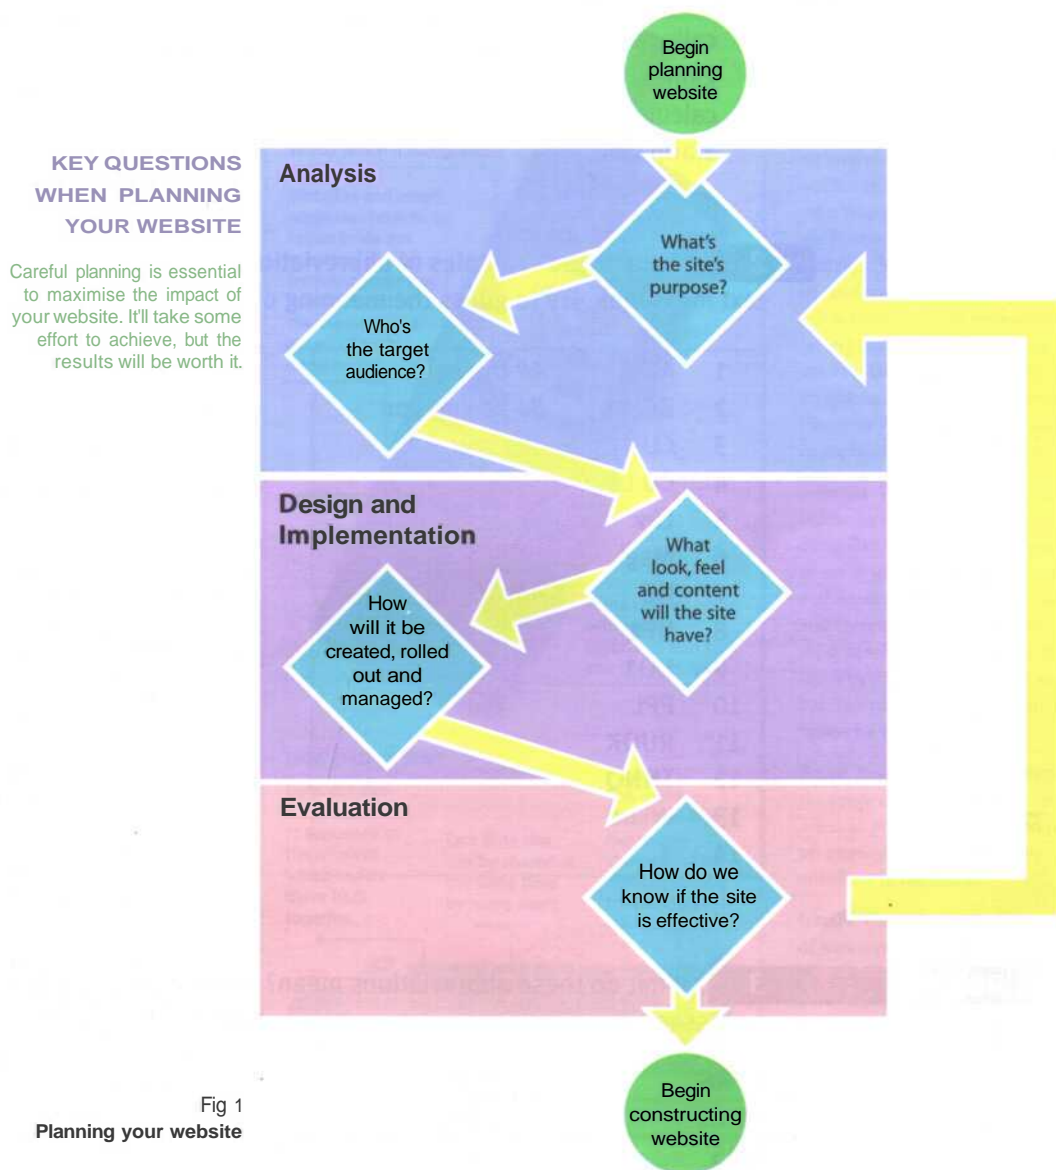 Begin
planning
website
KEY QUESTIONS
WHEN PLANNING
YOUR WEBSITE
Careful planning is essential
to maximise the impact of
your website. It'll take some
effort to achieve, but the
results will be worth it.
Analysis
What's
the site's
purpose?
Who's
the target
audience?
Design and
Implementation
What
look, feel
and content
will the site
have?
How
will it be
created, rolled
out and
managed?
Evaluation
How do we
know if the site
is effective?
Begin
constructing
website
Fig 1
Planning your website